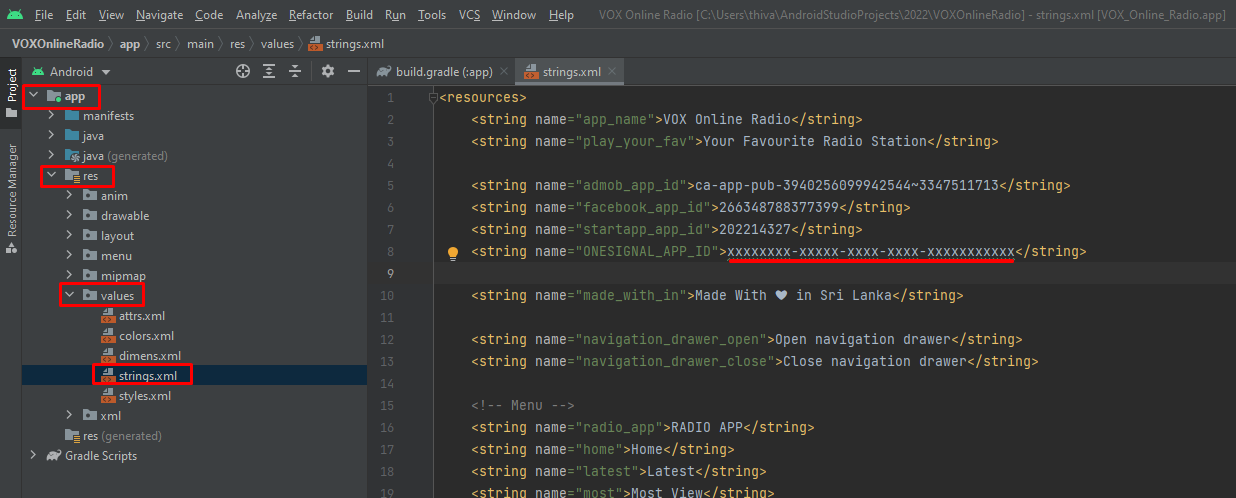 File Edit View Navigate Code Analyze Refactor Build Run Tools VCS Window Help VOX Online Radio [C:\Users\thiva\AndroidStudioProjects\2022\VOXOnlineRadio] - strings.xml [VOX_Online_Radio.app]
VOXOnlineRadio app src main res values strings.xml
Project
Resource Manager
Android
app
manifests
java
java (generated)
res
anim
drawable
layout
menu
mipmap
values
attrs.xml
colors.xml
dimens.xml
strings.xml
styles.xml
xml
res (generated)
Gradle Scripts
build.gradle (:app) strings.xml
1 <resources>
2 <string name="app_name">VOX Online Radio</string>
3 <string name="play_your_fav">Your Favourite Radio Station</string>
4
5 <string name="admob_app_id">ca-app-pub-3940256099942544~3347511713</string>
6 <string name="facebook_app_id">266348788377399</string>
7 <string name="startapp_app_id">202214327</string>
8 <string name="ONESIGNAL_APP_ID">xxxxxxxx-xxxxx-xxxx-xxxx-xxxxxxxxxxx</string>
9
10 <string name="made_with_in">Made With ♥ in Sri Lanka</string>
11
12 <string name="navigation_drawer_open">Open navigation drawer</string>
13 <string name="navigation_drawer_close">Close navigation drawer</string>
14
15 <!-- Menu -->
16 <string name="radio_app">RADIO APP</string>
17 <string name="home">Home</string>
18 <string name="latest">Latest</string>
19 <string name="most">Most View</string>